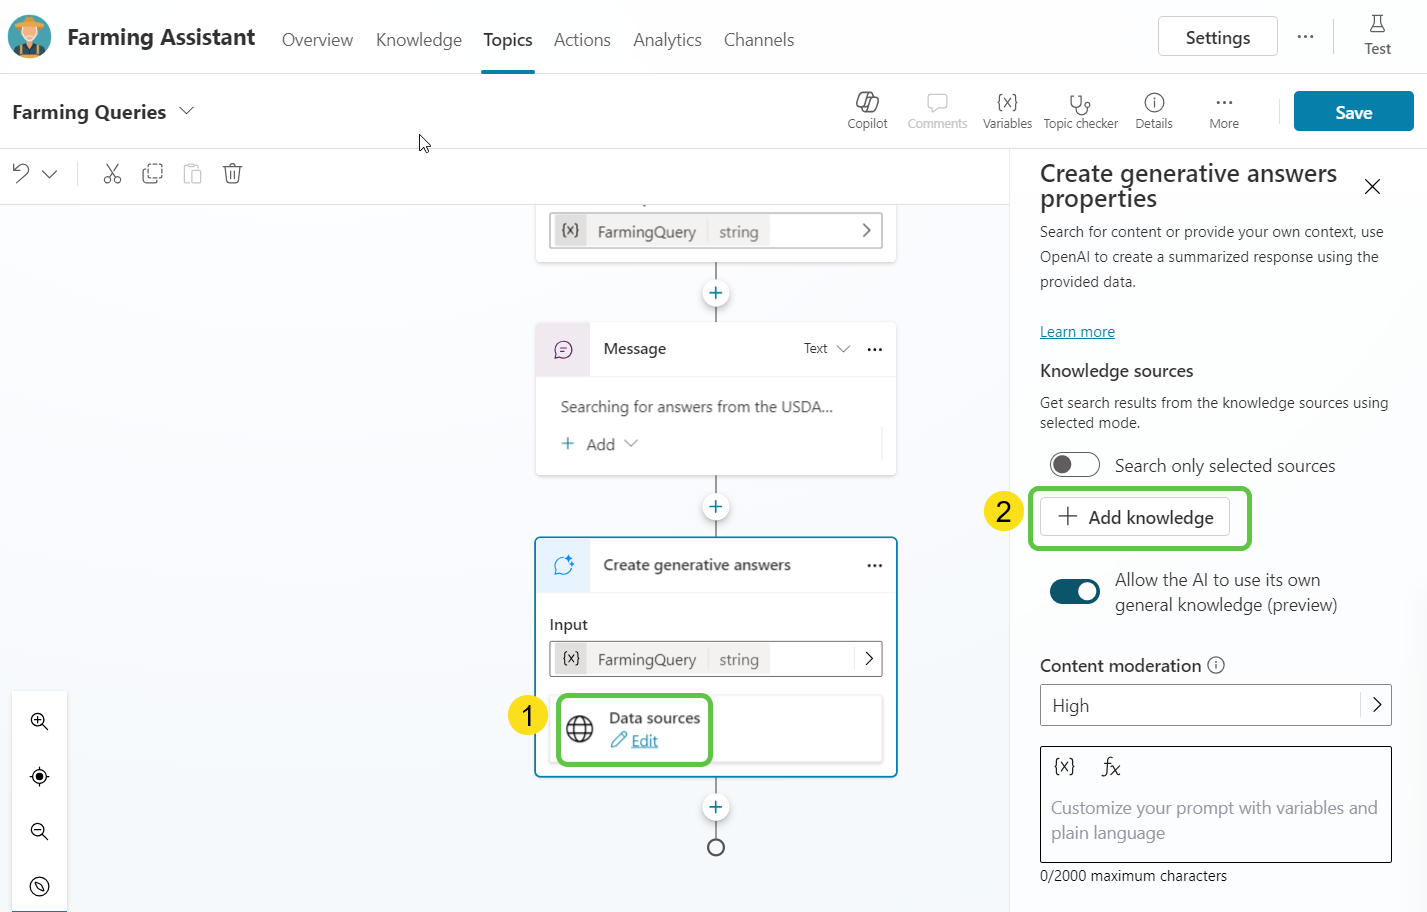 Farming Assistant
Overview
Knowledge
Topics
Actions
Analytics
Channels
Settings
...
Test
Farming Queries
Copilot
Comments
{x}
Variables
Topic checker
Details
More
Save
{x} FarmingQuery string
Message
Text
Searching for answers from the USDA...
+ Add
Create generative answers
Input
{x} FarmingQuery string
1
Data sources
Edit
Create generative answers
properties
Search for content or provide your own context, use
OpenAI to create a summarized response using the
provided data.
Learn more
Knowledge sources
Get search results from the knowledge sources using
selected mode.
Search only selected sources
2
+ Add knowledge
Allow the AI to use its own
general knowledge (preview)
Content moderation
High
{x} fx
Customize your prompt with variables and
plain language
0/2000 maximum characters